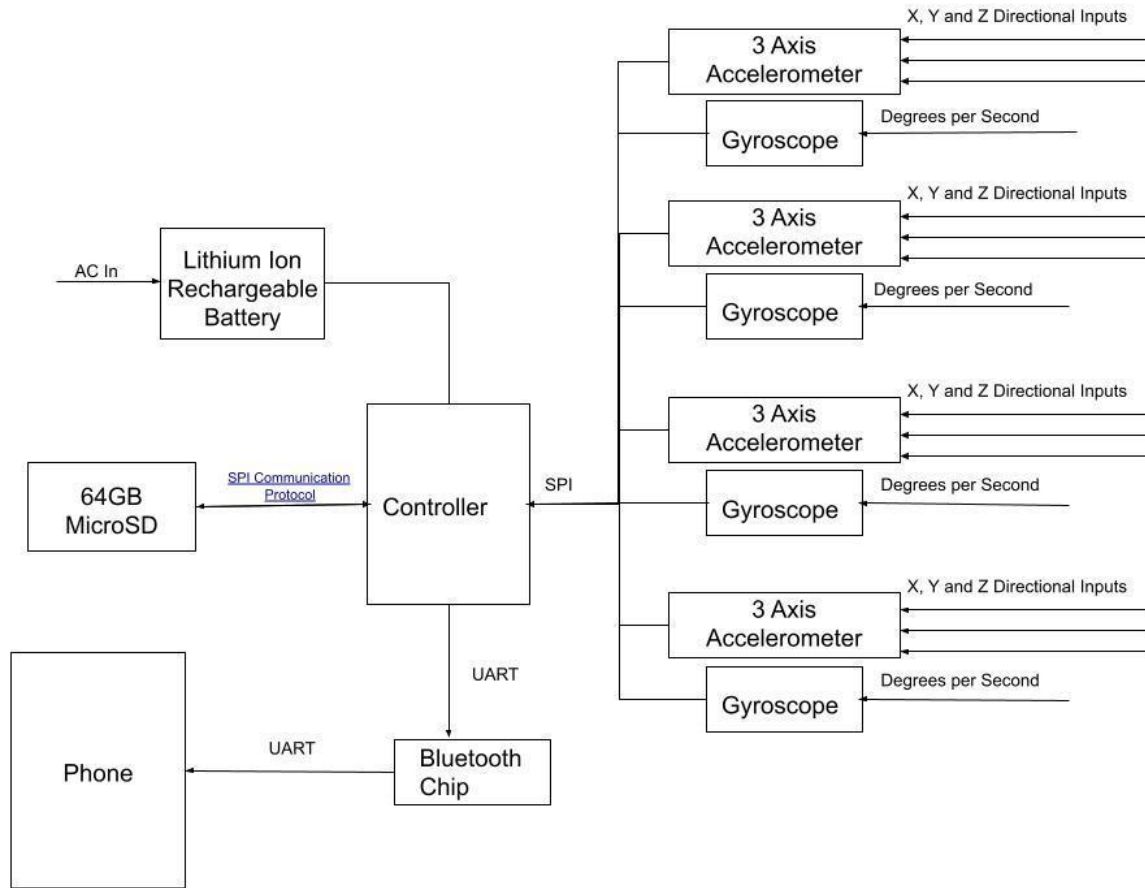 X, Y and Z Directional Inputs
3 Axis
Accelerometer
Degrees per Second
Gyroscope
X, Y and Z Directional Inputs
3 Axis
Accelerometer
AC In
Lithium Ion
Rechargeable
Battery
Degrees per Second
Gyroscope
X, Y and Z Directional Inputs
3 Axis
Accelerometer
64GB
MicroSD
SPI Communication
Protocol
Controller
SPI
Degrees per Second
Gyroscope
X, Y and Z Directional Inputs
3 Axis
Accelerometer
UART
Degrees per Second
Gyroscope
Phone
UART
Bluetooth
Chip